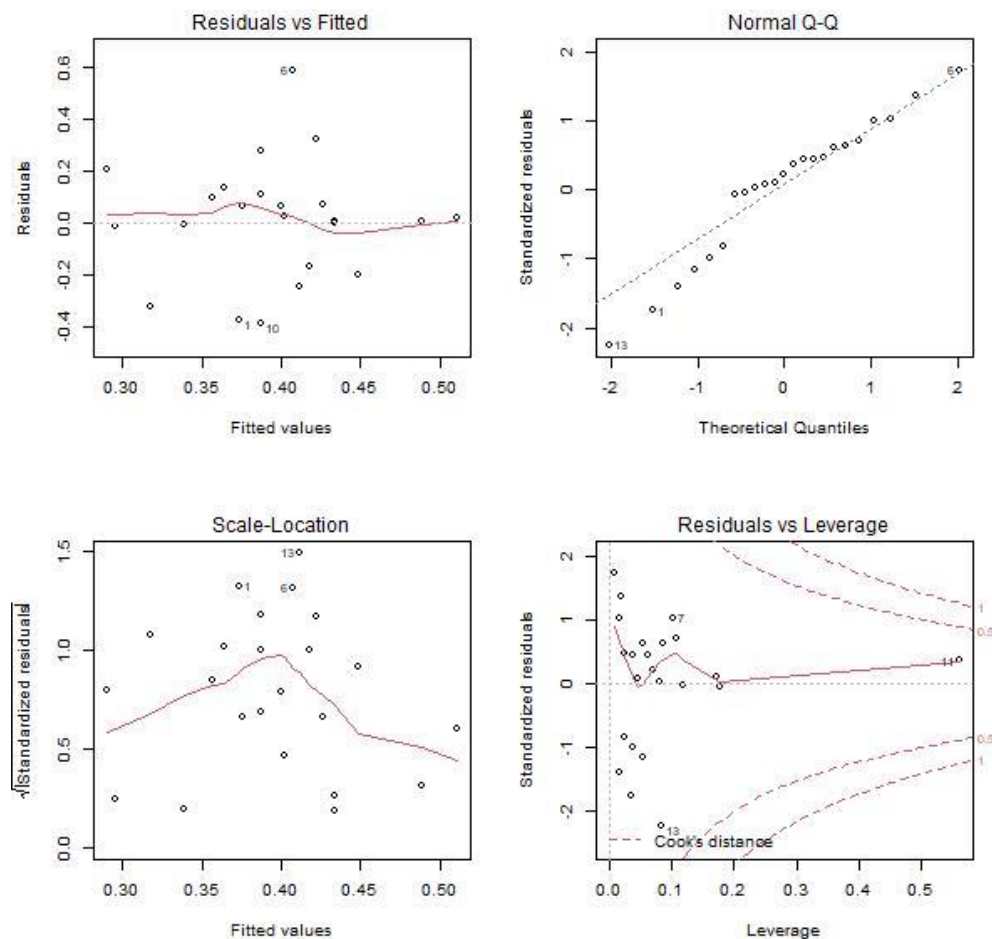 Residuals vs Fitted
Residuals
0.6
0.4
0.2
0.0
-0.2
-0.4
6
1
10
0.30 0.35 0.40 0.45 0.50
Fitted values
Normal Q-Q
Standardized residuals
2
1
0
-1
-2
6
1
13
-2 -1 0 1 2
Theoretical Quantiles
Scale-Location
√|Standardized residuals|
1.5
1.0
0.5
0.0
13
1
6
0.30 0.35 0.40 0.45 0.50
Fitted values
Residuals vs Leverage
Standardized residuals
2
1
0
-1
-2
1
0.5
7
11
0.5
1
13
Cook's distance
0.0 0.1 0.2 0.3 0.4 0.5
Leverage